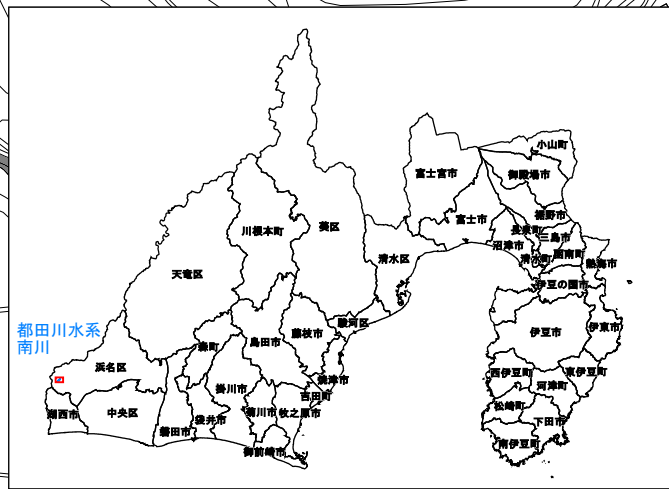 小山町
富士宮市
御殿場市
裾野市
富士市
長泉町
三島市
川根本町
葵区
沼津市
清水町
函南町
熱海市
清水区
天竜区
伊豆の国市
都田川水系
南川
駿河区
伊東市
伊豆市
森町
島田市
藤枝市
浜名区
西伊豆町
東伊豆町
焼津市
河津町
掛川市
吉田町
湖西市
中央区
袋井市
菊川市
牧之原市
松崎町
下田市
磐田市
南伊豆町
御前崎市